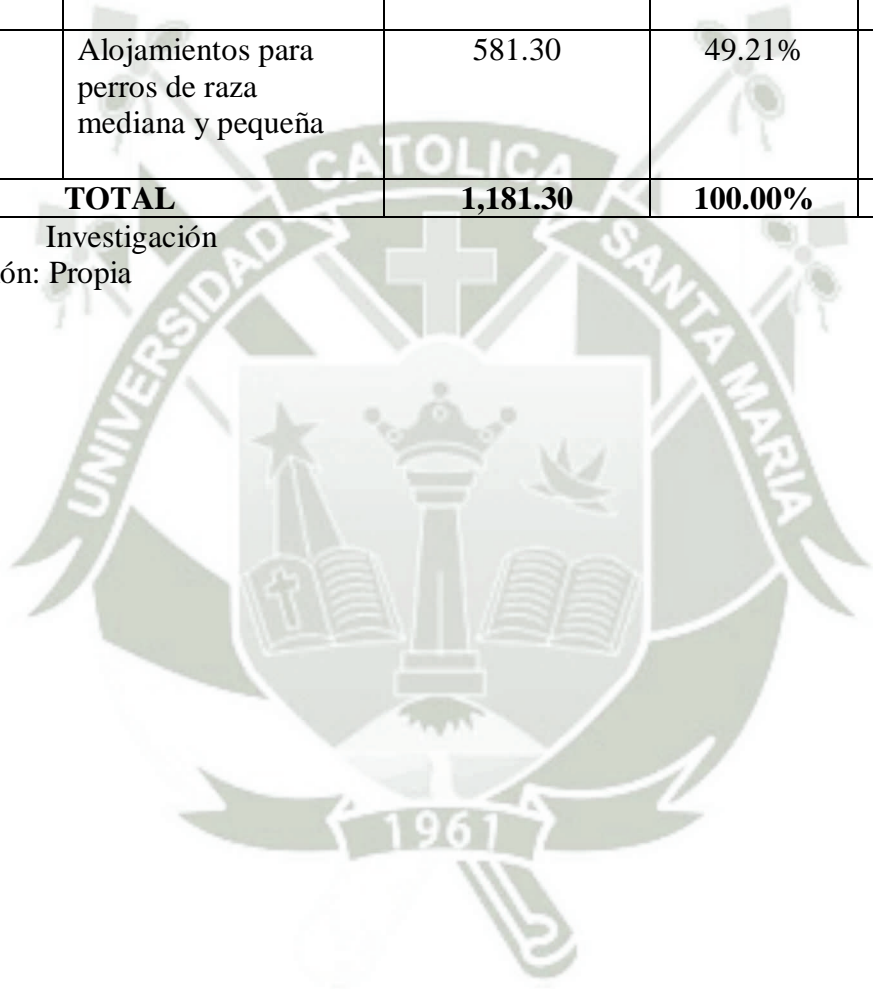 Alojamientos para 581.30 49.21%
perros de raza
mediana y pequeña
TOTAL 1,181.30 100.00%
Investigación
ón: Propia
UNIVERSIDAD CATOLICA SANTA MARIA
1961